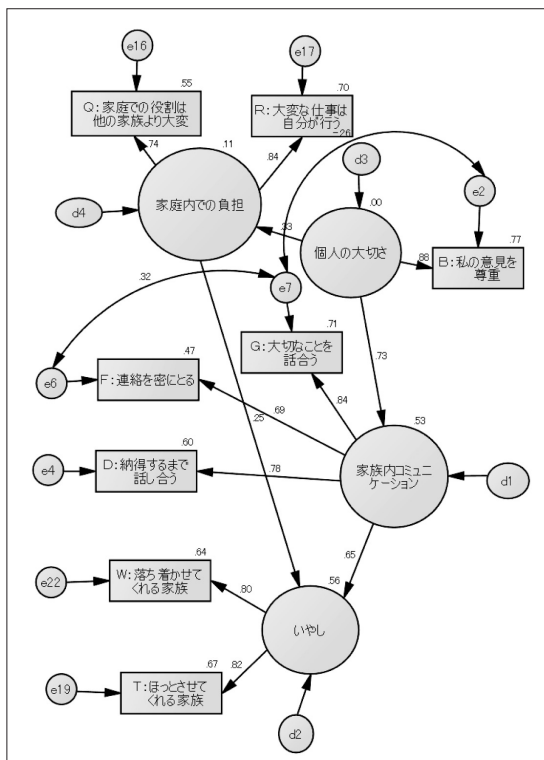 e16
e17
.55
.70
Q:家庭での役割は
他の家族より大変
R:大変な仕事は
自分が行う
-.26
.74
.84
.11
d3
e2
家庭内での負担
d4
.00
.33
個人の大切さ
.77
.88
B:私の意見を
尊重
.32
e7
.71
G:大切なことを
話合う
.73
.47
e6
F:連絡を密にとる
.84
.69
.25
.53
.60
e4
D:納得するまで
話し合う
.78
家族内コミュニ
ケーション
d1
.64
.65
.56
e22
W:落ち着かせて
くれる家族
.80
いやし
.67
.82
e19
T:ほっとさせて
くれる家族
d2